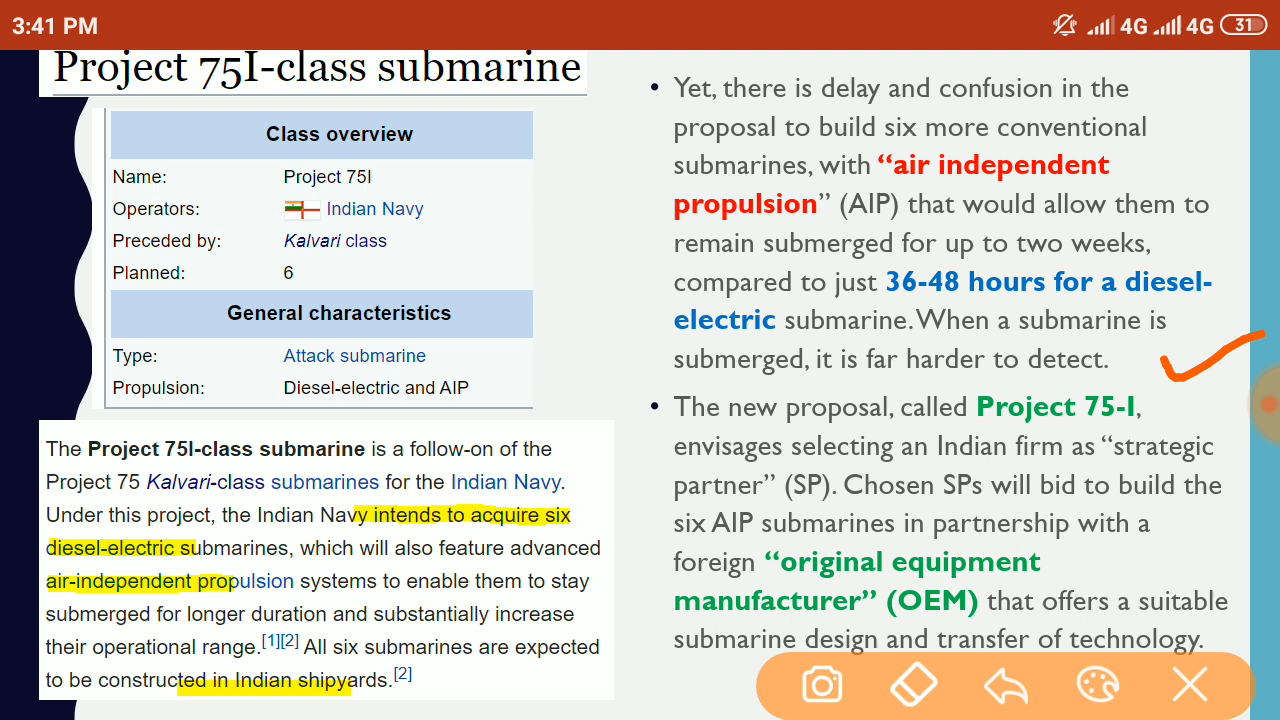 3:41 PM
4G
4G
31
Project 75I-class submarine
Class overview
Name: Project 75I
Operators: Indian Navy
Preceded by: Kalvari class
Planned: 6
General characteristics
Type: Attack submarine
Propulsion: Diesel-electric and AIP
The Project 75I-class submarine is a follow-on of the
Project 75 Kalvari-class submarines for the Indian Navy.
Under this project, the Indian Navy intends to acquire six
diesel-electric submarines, which will also feature advanced
air-independent propulsion systems to enable them to stay
submerged for longer duration and substantially increase
their operational range.[1][2] All six submarines are expected
to be constructed in Indian shipyards.[2]
• Yet, there is delay and confusion in the
proposal to build six more conventional
submarines, with “air independent
propulsion” (AIP) that would allow them to
remain submerged for up to two weeks,
compared to just 36-48 hours for a diesel-
electric submarine. When a submarine is
submerged, it is far harder to detect.
• The new proposal, called Project 75-I,
envisages selecting an Indian firm as “strategic
partner” (SP). Chosen SPs will bid to build the
six AIP submarines in partnership with a
foreign “original equipment
manufacturer” (OEM) that offers a suitable
submarine design and transfer of technology.